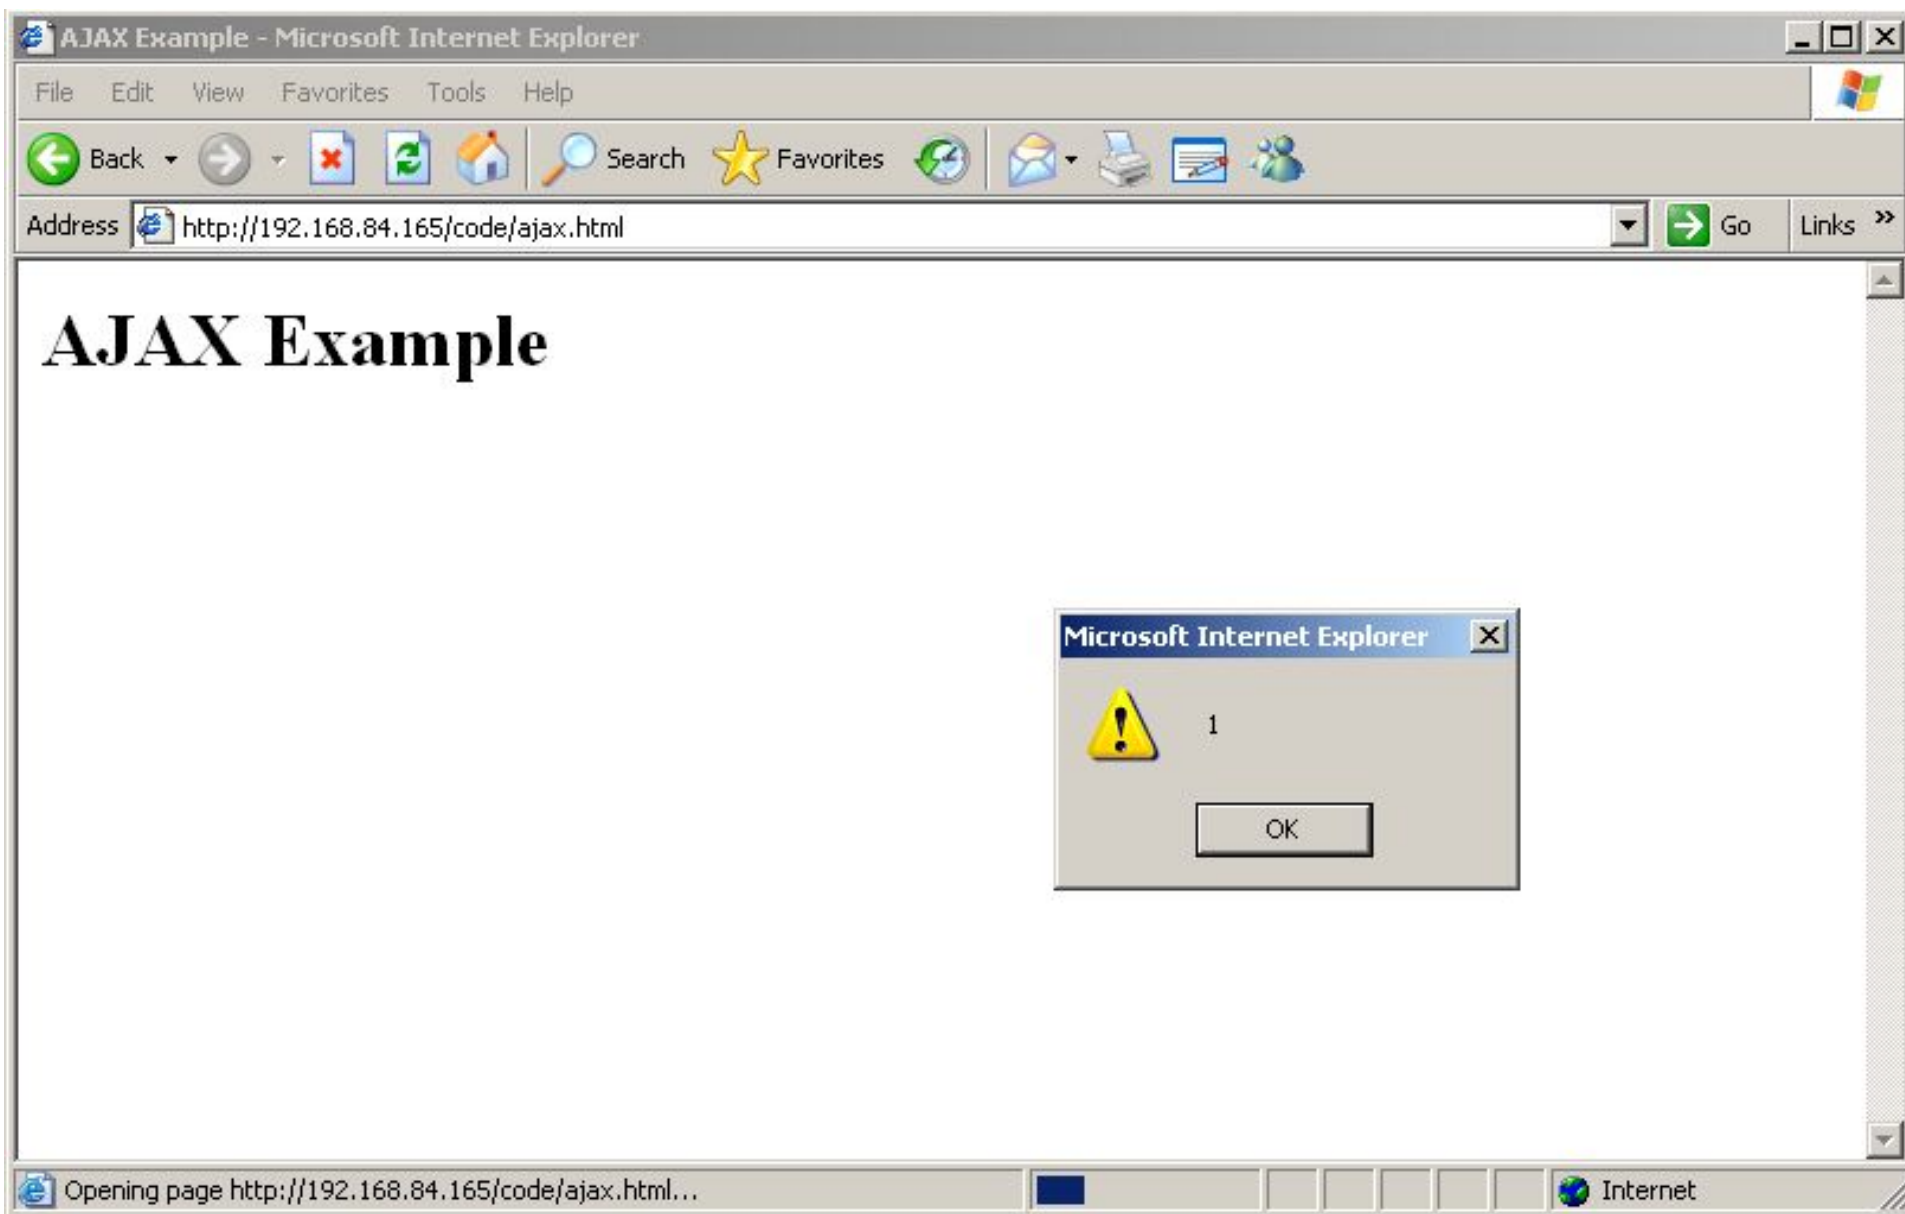 AJAX Example - Microsoft Internet Explorer
File Edit View Favorites Tools Help
Back Search Favorites
Address http://192.168.84.165/code/ajax.html Go Links »
AJAX Example
Microsoft Internet Explorer
1
OK
Opening page http://192.168.84.165/code/ajax.html... Internet